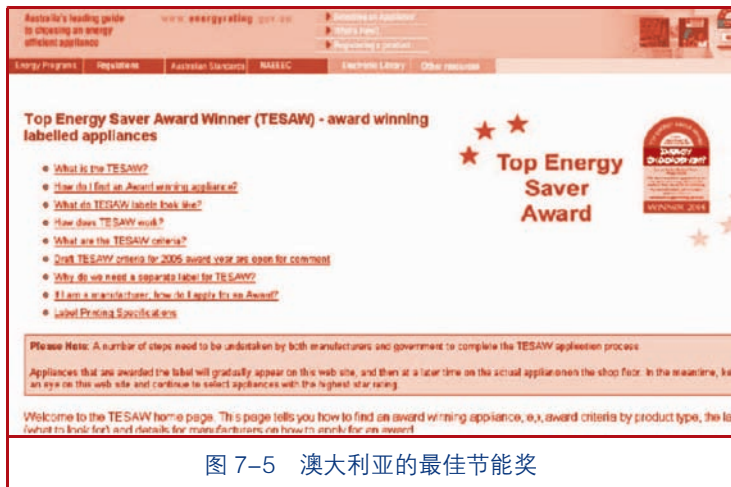 Australia's leading guide
to choosing an energy
efficient appliance
www.energyrating.gov.au
Selecting an Appliance
What's new?
Registering a product
Energy Programs Regulations Australian Standards NAEEEC Electronic Library Other resources
Top Energy Saver Award Winner (TESAW) - award winning
labelled appliances
What is the TESAW?
How do I find an Award winning appliance?
What do TESAW labels look like?
How does TESAW work?
What are the TESAW criteria?
Draft TESAW criteria for 2005 award year are open for comment
Why do we need a separate label for TESAW?
If I am a manufacturer, how do I apply for an Award?
Label Printing Specifications
Top Energy
Saver
Award
WINNER 2004
Please Note: A number of steps need to be undertaken by both manufacturers and government to complete the TESAW application process.
Appliances that are awarded the label will gradually appear on this web site, and then at a later time on the actual applianceon the shop floor. In the meantime, ke
an eye on this web site and continue to select appliances with the highest star rating.
Welcome to the TESAW home page. This page tells you how to find an award winning appliance, e,x, award criteria by product type, the la
(what to look for) and details for manufacturers on how to apply for an award
图 7-5 澳大利亚的最佳节能奖